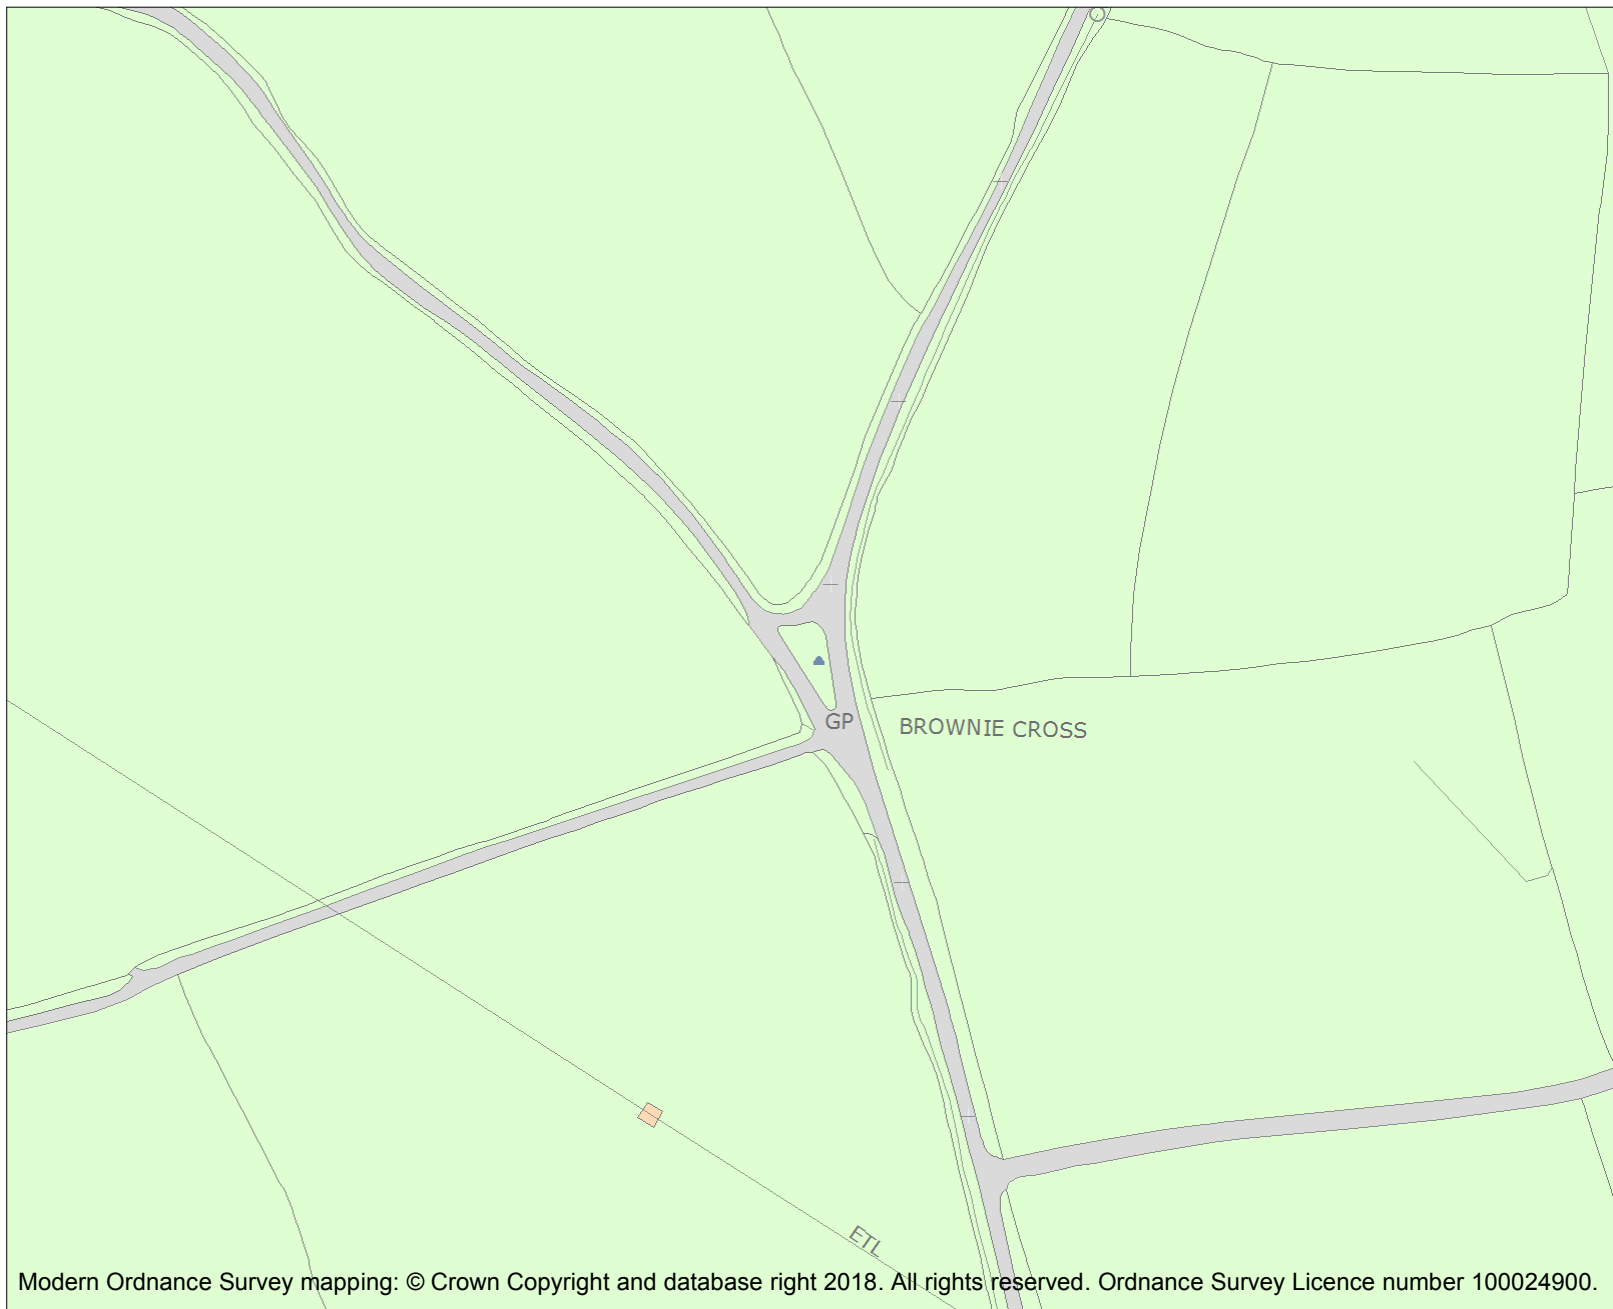 GP
BROWNIE CROSS
ETL
Modern Ordnance Survey mapping: © Crown Copyright and database right 2018. All rights reserved. Ordnance Survey Licence number 100024900.